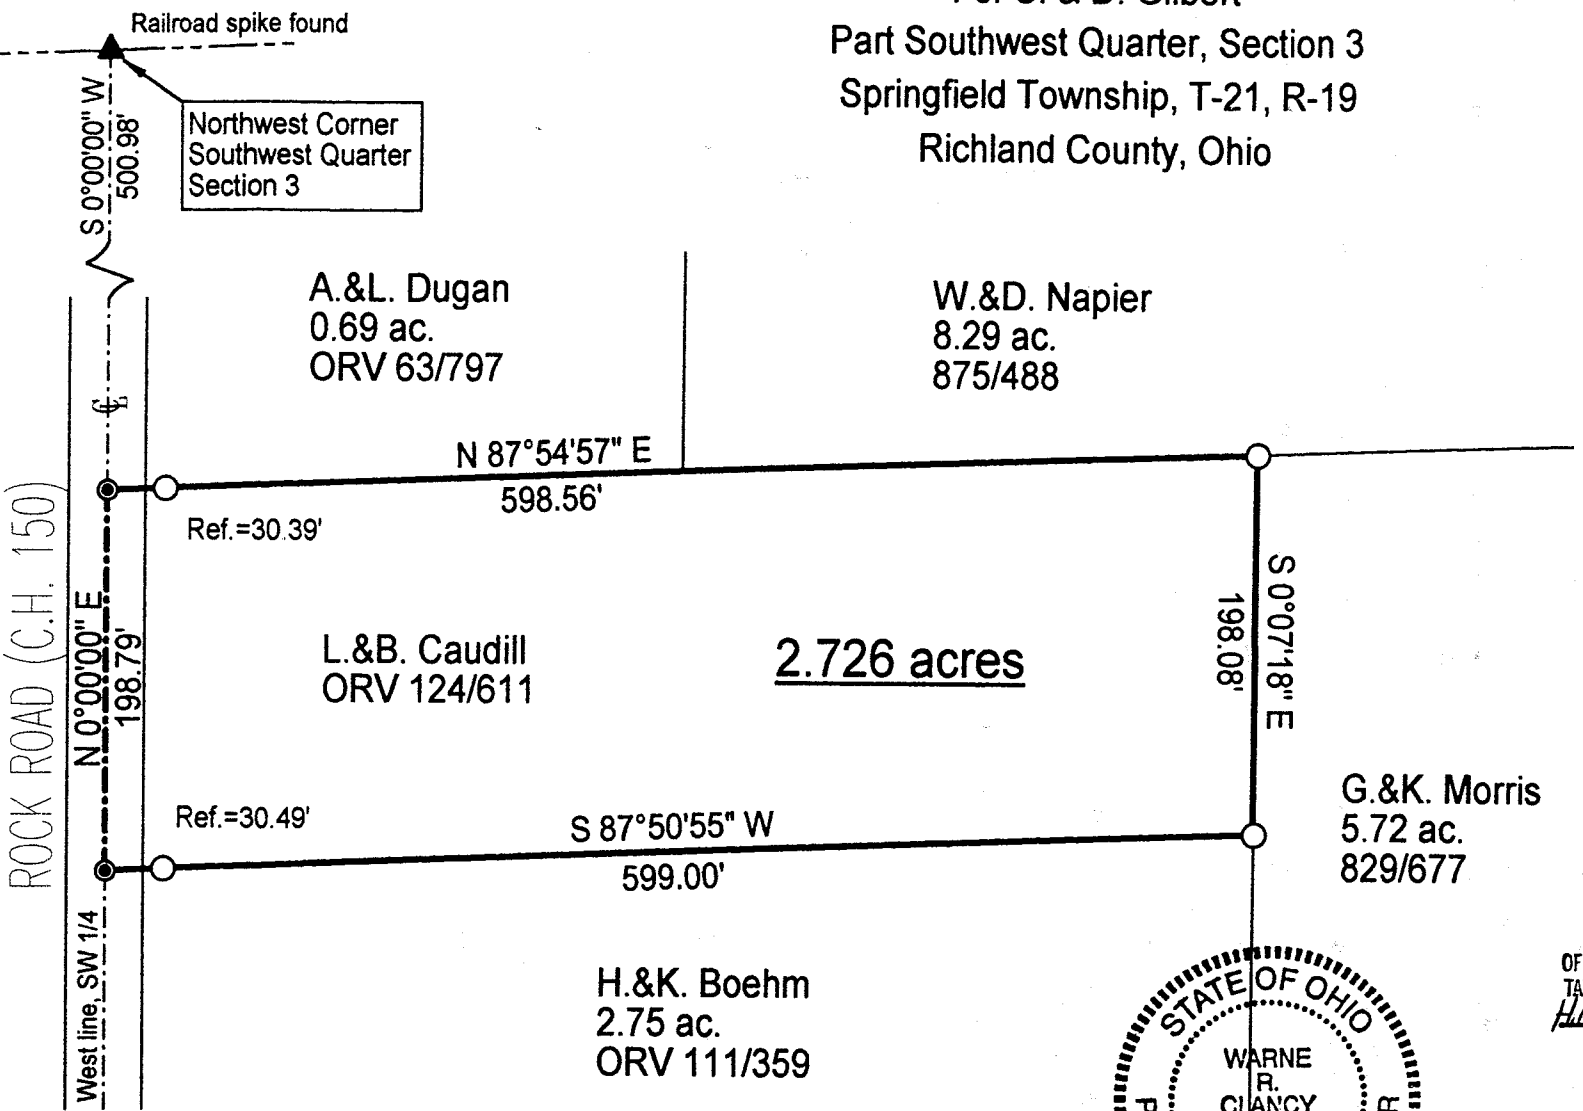 Railroad spike found
Part Southwest Quarter, Section 3
Springfield Township, T-21, R-19
Richland County, Ohio
S 0°00'00" W
500.98'
Northwest Corner
Southwest Quarter
Section 3
A.&L. Dugan
0.69 ac.
ORV 63/797
W.&D. Napier
8.29 ac.
875/488
℄
N 87°54'57" E
598.56'
Ref.=30.39'
ROCK ROAD (C.H. 150)
N 0°00'00" E
198.79'
L.&B. Caudill
ORV 124/611
2.726 acres
S 0°07'18" E
198.08'
Ref.=30.49'
S 87°50'55" W
599.00'
G.&K. Morris
5.72 ac.
829/677
West line, SW 1/4
H.&K. Boehm
2.75 ac.
ORV 111/359
STATE OF OHIO
WARNE
R.
CLANCY
OF
TA